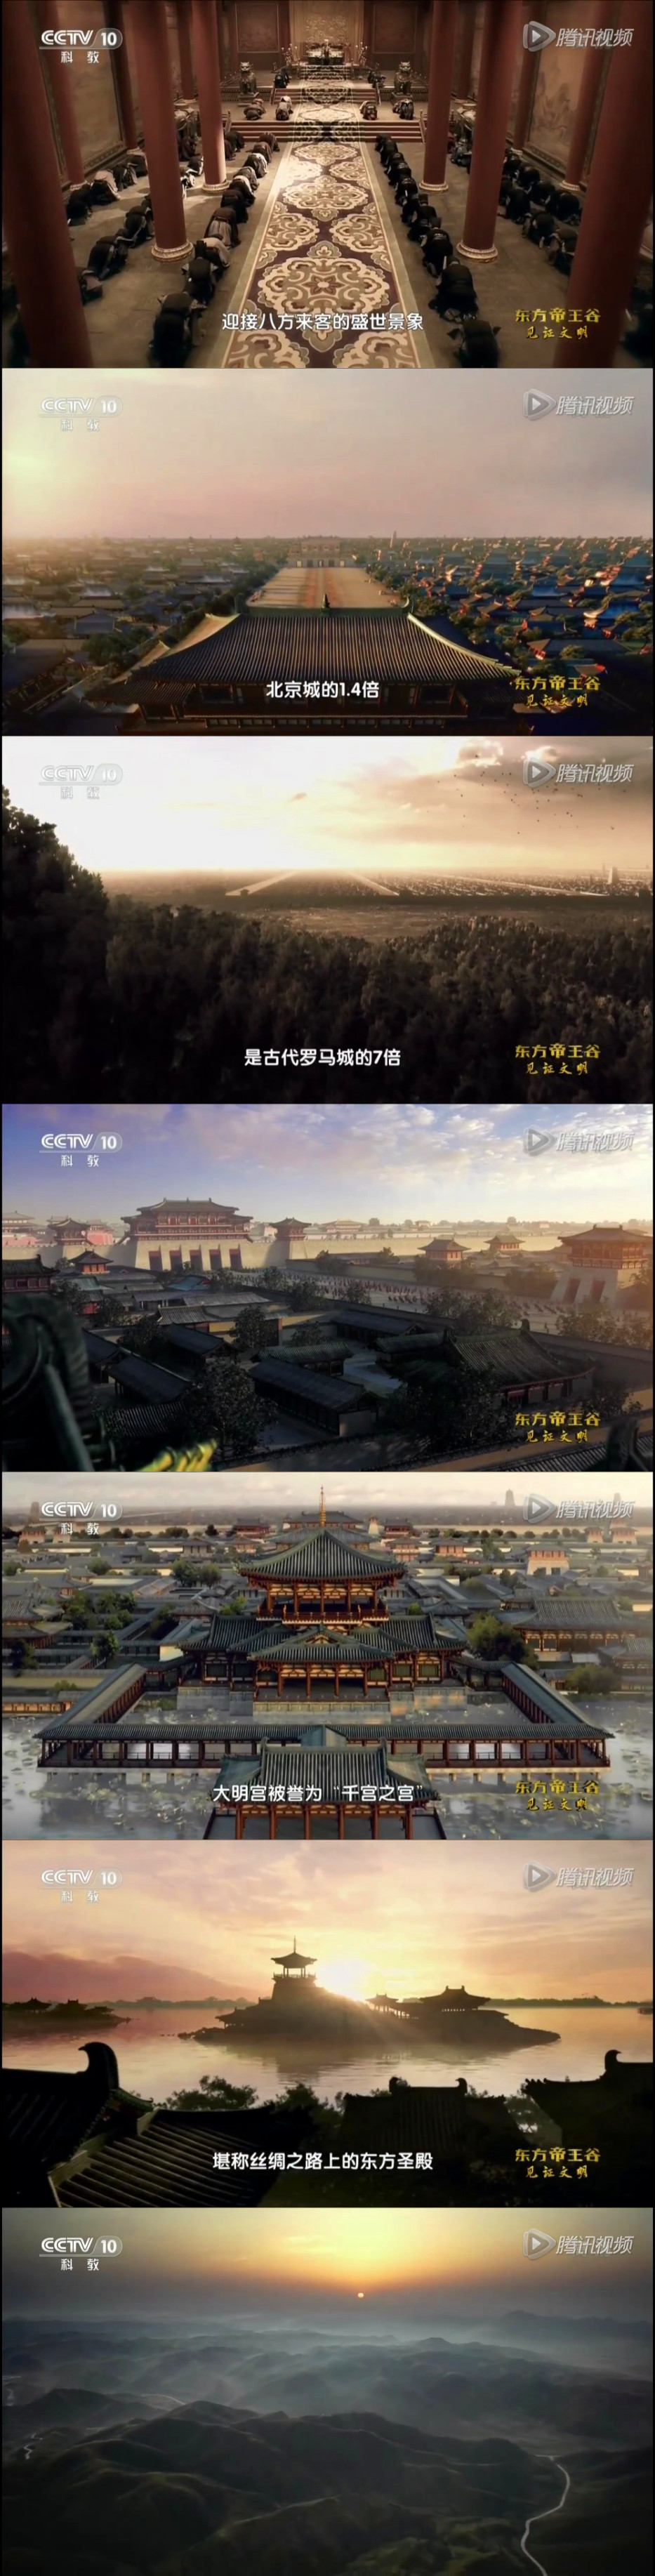 CCTV 10
科 教
腾讯视频
迎接八方来客的盛世景象
东方帝王谷
见证文明
CCTV 10
科 教
腾讯视频
北京城的1.4倍
东方帝王谷
见证文明
CCTV 10
科 教
腾讯视频
是古代罗马城的7倍
东方帝王谷
见证文明
CCTV 10
科 教
腾讯视频
东方帝王谷
见证文明
CCTV 10
科 教
腾讯视频
大明宫被誉为“千宫之宫”
东方帝王谷
见证文明
CCTV 10
科 教
腾讯视频
堪称丝绸之路上的东方圣殿
东方帝王谷
见证文明
CCTV 10
科 教
腾讯视频